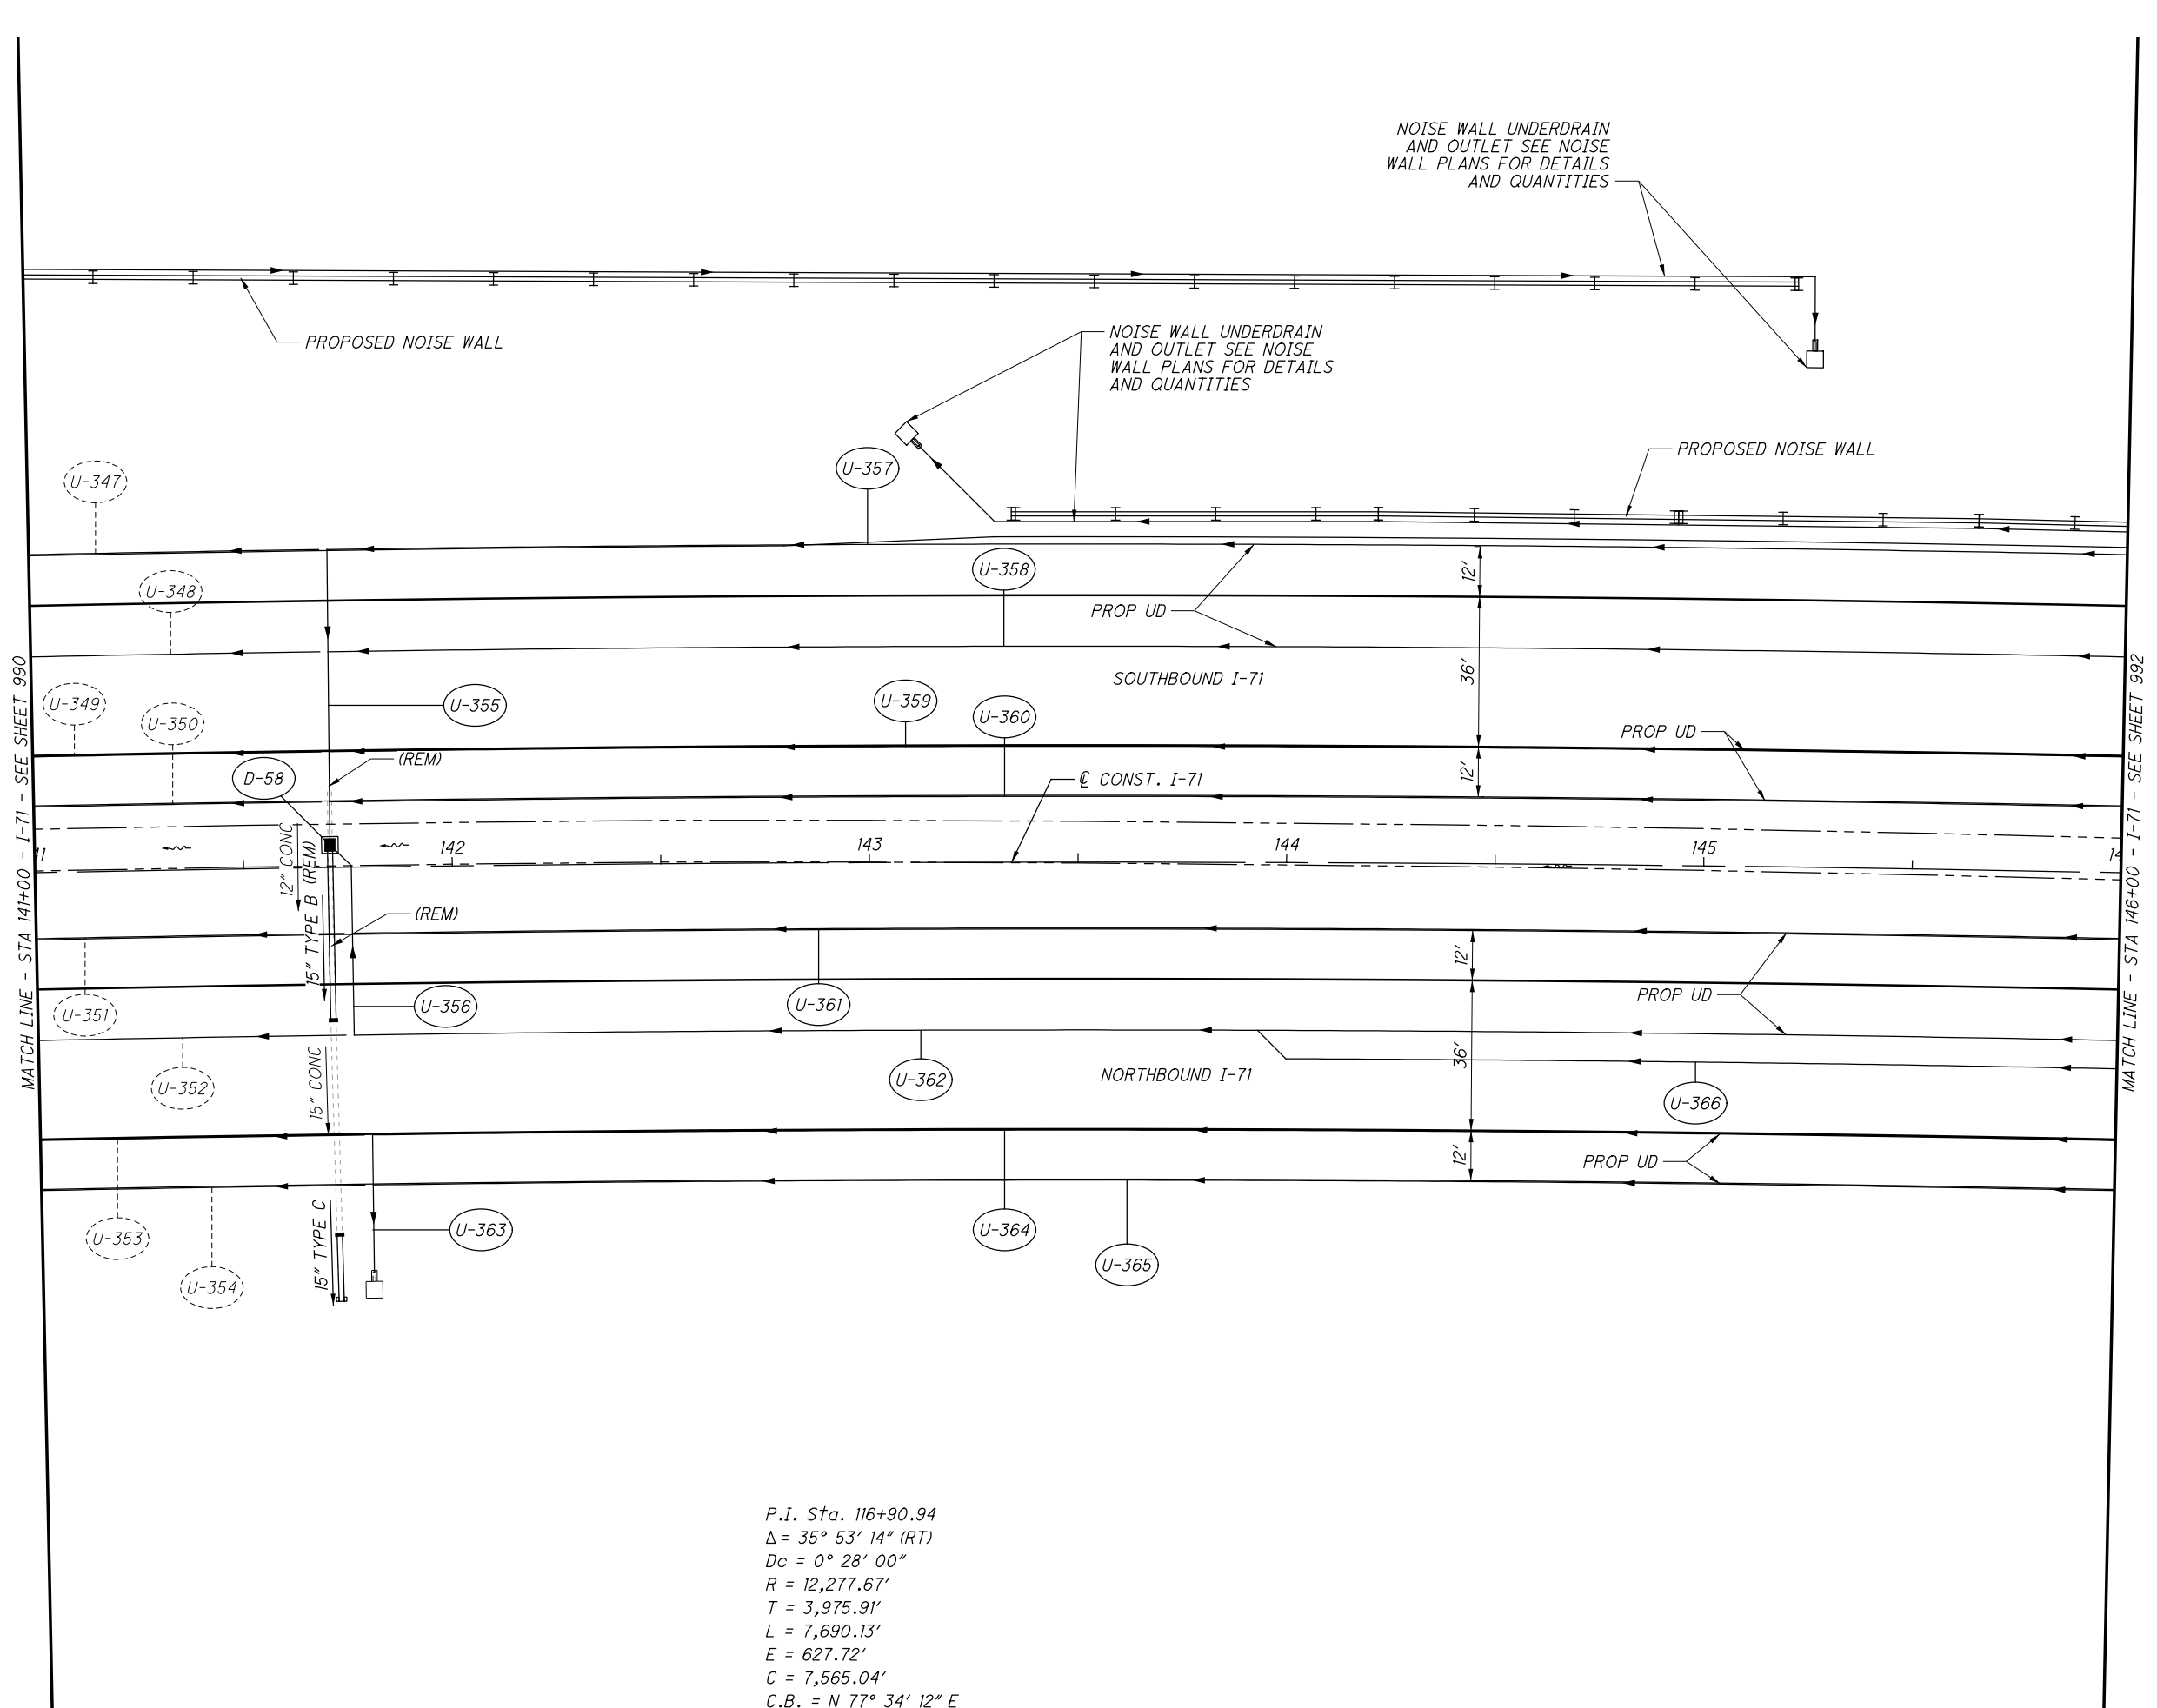 NOISE WALL UNDERDRAIN
AND OUTLET SEE NOISE
WALL PLANS FOR DETAILS
AND QUANTITIES
PROPOSED NOISE WALL
NOISE WALL UNDERDRAIN
AND OUTLET SEE NOISE
WALL PLANS FOR DETAILS
AND QUANTITIES
PROPOSED NOISE WALL
U-357
U-347
U-358
12'
U-348
PROP UD
36'
SOUTHBOUND I-71
U-349
U-355
U-359
U-360
U-350
PROP UD
(REM)
D-58
12'
℄ CONST. I-71
MATCH LINE - STA 141+00 - I-71 - SEE SHEET 990
MATCH LINE - STA 146+00 - I-71 - SEE SHEET 992
41
142
143
144
145
14
12" CONC
15" TYPE B (REM)
(REM)
12'
U-351
U-356
U-361
PROP UD
15" CONC
36'
U-352
U-362
NORTHBOUND I-71
U-366
12'
PROP UD
U-353
15" TYPE C
U-363
U-364
U-365
U-354
P.I. Sta. 116+90.94
Δ = 35° 53' 14" (RT)
Dc = 0° 28' 00"
R = 12,277.67'
T = 3,975.91'
L = 7,690.13'
E = 627.72'
C = 7,565.04'
C.B. = N 77° 34' 12" E